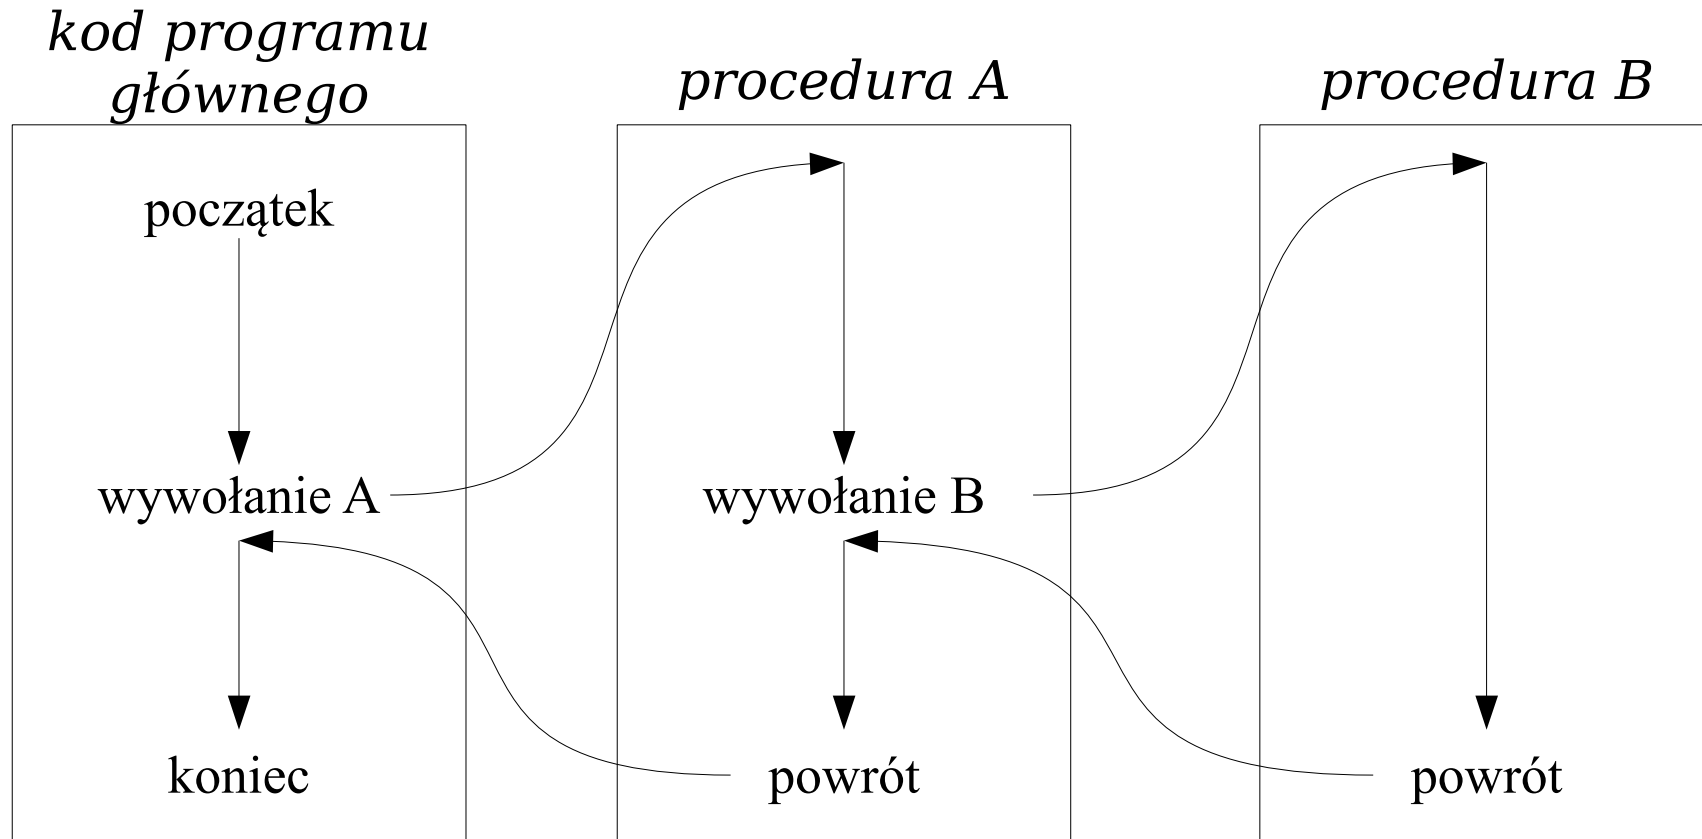 kod programu
głównego
początek
wywołanie A
koniec
procedura A
wywołanie B
powrót
procedura B
powrót